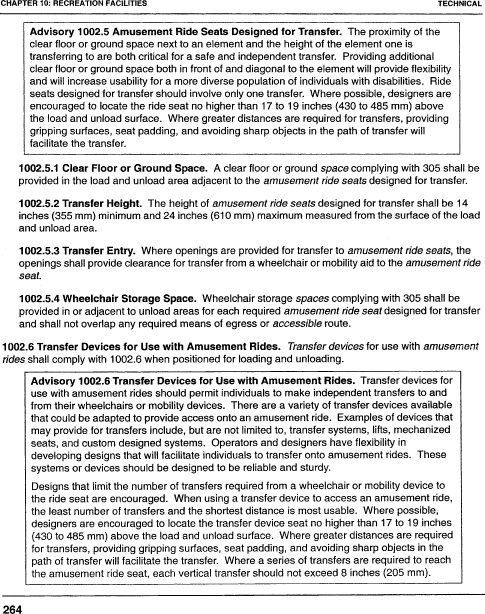 CHAPTER 10: RECREATION FACILITIES TECHNICAL
Advisory 1002.5 Amusement Ride Seats Designed for Transfer. The proximity of the
clear floor or ground space next to an element and the height of the element one is
transferring to are both critical for a safe and independent transfer. Providing additional
clear floor or ground space both in front of and diagonal to the element will provide flexibility
and will increase usability for a more diverse population of individuals with disabilities. Ride
seats designed for transfer should involve only one transfer. Where possible, designers are
encouraged to locate the ride seat no higher than 17 to 19 inches (430 to 485 mm) above
the load and unload surface. Where greater distances are required for transfers, providing
gripping surfaces, seat padding, and avoiding sharp objects in the path of transfer will
facilitate the transfer.
1002.5.1 Clear Floor or Ground Space. A clear floor or ground space complying with 305 shall be
provided in the load and unload area adjacent to the amusement ride seats designed for transfer.
1002.5.2 Transfer Height. The height of amusement ride seats designed for transfer shall be 14
inches (355 mm) minimum and 24 inches (610 mm) maximum measured from the surface of the load
and unload area.
1002.5.3 Transfer Entry. Where openings are provided for transfer to amusement ride seats, the
openings shall provide clearance for transfer from a wheelchair or mobility aid to the amusement ride
seat.
1002.5.4 Wheelchair Storage Space. Wheelchair storage spaces complying with 305 shall be
provided in or adjacent to unload areas for each required amusement ride seat designed for transfer
and shall not overlap any required means of egress or accessible route.
1002.6 Transfer Devices for Use with Amusement Rides. Transfer devices for use with amusement
rides shall comply with 1002.6 when positioned for loading and unloading.
Advisory 1002.6 Transfer Devices for Use with Amusement Rides. Transfer devices for
use with amusement rides should permit individuals to make independent transfers to and
from their wheelchairs or mobility devices. There are a variety of transfer devices available
that could be adapted to provide access onto an amusement ride. Examples of devices that
may provide for transfers include, but are not limited to, transfer systems, lifts, mechanized
seats, and custom designed systems. Operators and designers have flexibility in
developing designs that will facilitate individuals to transfer onto amusement rides. These
systems or devices should be designed to be reliable and sturdy.
Designs that limit the number of transfers required from a wheelchair or mobility device to
the ride seat are encouraged. When using a transfer device to access an amusement ride,
the least number of transfers and the shortest distance is most usable. Where possible,
designers are encouraged to locate the transfer device seat no higher than 17 to 19 inches
(430 to 485 mm) above the load and unload surface. Where greater distances are required
for transfers, providing gripping surfaces, seat padding, and avoiding sharp objects in the
path of transfer will facilitate the transfer. Where a series of transfers are required to reach
the amusement ride seat, each vertical transfer should not exceed 8 inches (205 mm).
264